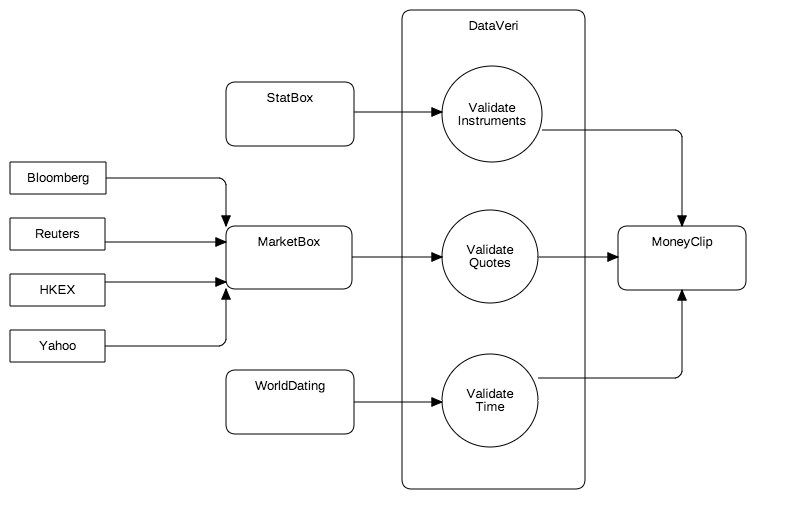 DataVeri
StatBox
Validate
Instruments
Bloomberg
Reuters
MarketBox
Validate
Quotes
MoneyClip
HKEX
Yahoo
WorldDating
Validate
Time